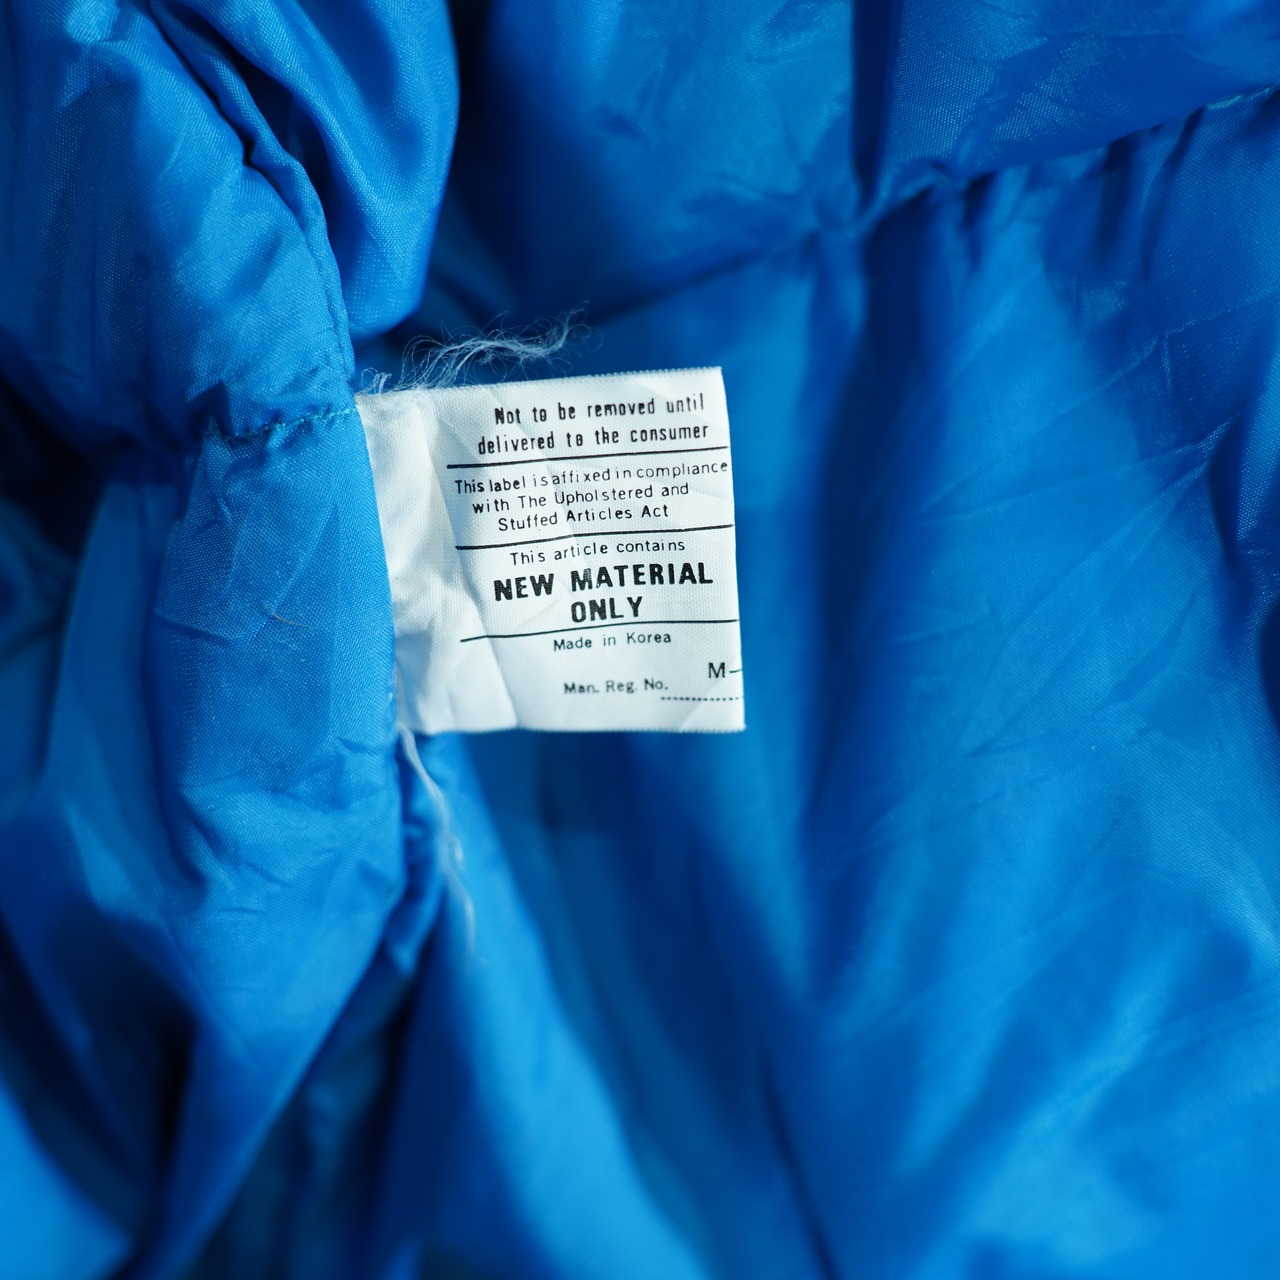 Not to be removed until
delivered to the consumer
This label is affixed in compliance
with The Upholstered and
Stuffed Articles Act
This article contains
NEW MATERIAL
ONLY
Made in Korea
M-
Man. Reg. No.